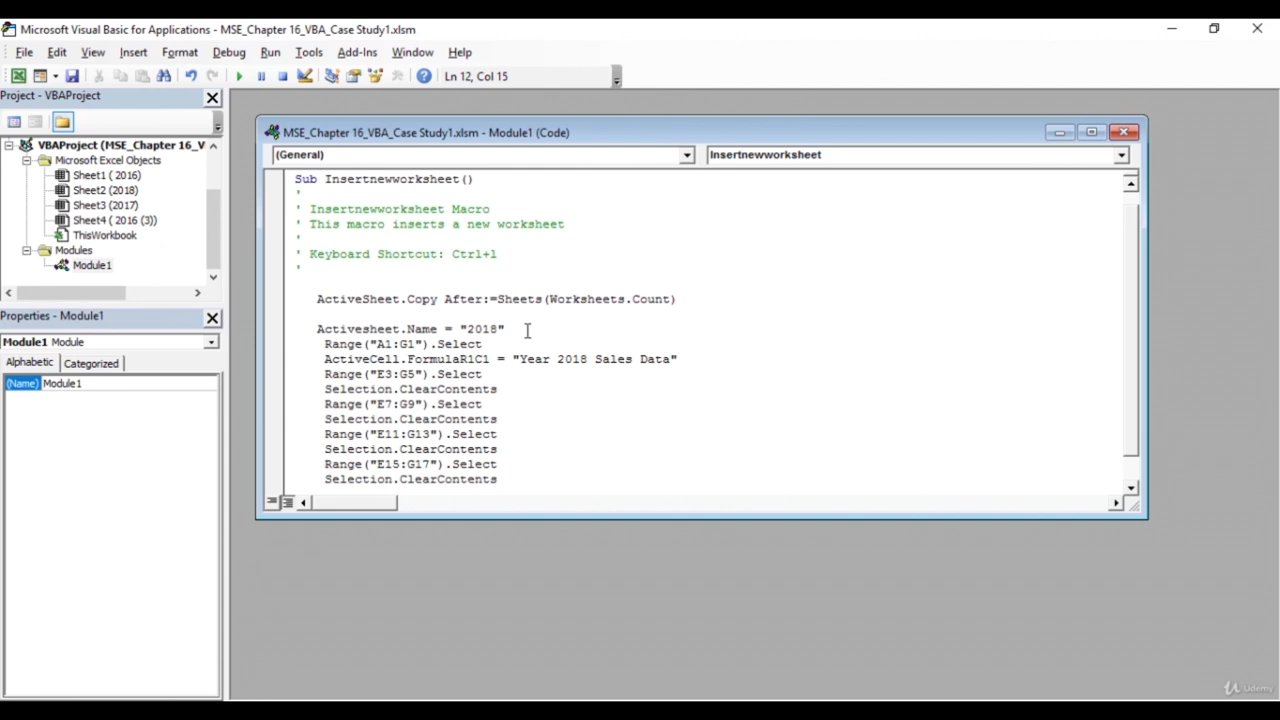 Microsoft Visual Basic for Applications - MSE_Chapter 16_VBA_Case Study1.xlsm
File Edit View Insert Format Debug Run Tools Add-Ins Window Help
Ln 12, Col 15
Project - VBAProject
VBAProject (MSE_Chapter 16_V
Microsoft Excel Objects
Sheet1 ( 2016)
Sheet2 (2018)
Sheet3 (2017)
Sheet4 ( 2016 (3))
ThisWorkbook
Modules
Module1
Properties - Module1
Module1 Module
Alphabetic Categorized
(Name) Module1
MSE_Chapter 16_VBA_Case Study1.xlsm - Module1 (Code)
(General) Insertnewworksheet
Sub Insertnewworksheet()
'
' Insertnewworksheet Macro
' This macro inserts a new worksheet
'
' Keyboard Shortcut: Ctrl+l
'
ActiveSheet.Copy After:=Sheets(Worksheets.Count)
Activesheet.Name = "2018"
Range("A1:G1").Select
ActiveCell.FormulaR1C1 = "Year 2018 Sales Data"
Range("E3:G5").Select
Selection.ClearContents
Range("E7:G9").Select
Selection.ClearContents
Range("E11:G13").Select
Selection.ClearContents
Range("E15:G17").Select
Selection.ClearContents
Udemy